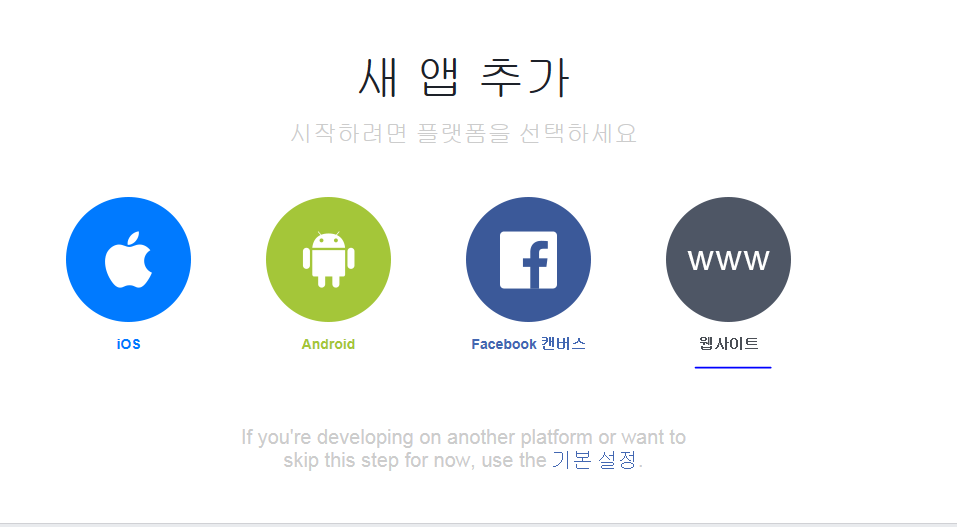 새 앱 추가
시작하려면 플랫폼을 선택하세요
www
iOS Android Facebook 캔버스 웹사이트
If you're developing on another platform or want to
skip this step for now, use the 기본 설정.